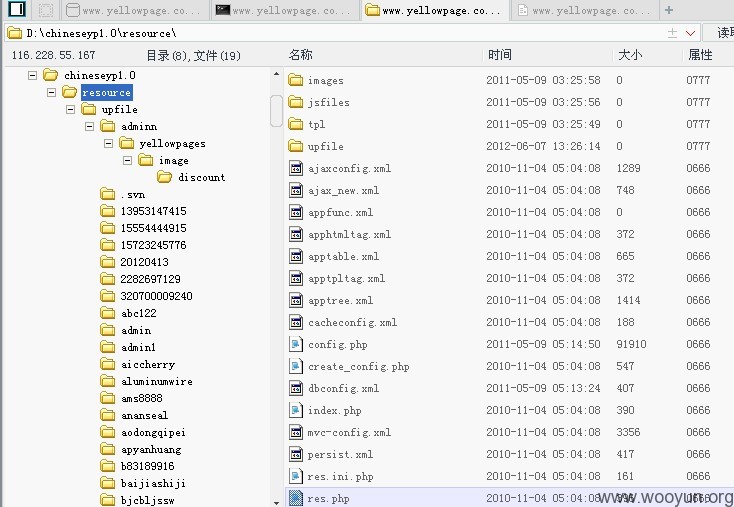 www.yellowpage.co... www.yellowpage.co... www.yellowpage.co... www.yellowpage.co... +
D:\chineseyp1.0\resource\ 读取
116.228.55.167 目录(8),文件(19) 名称 时间 大小 属性
chineseyp1.0
resource
upfile
adminn
yellowpages
image
discount
.svn
13953147415
15554444915
15723245776
20120413
2282697129
320700009240
abc122
admin
admin1
aiccherry
aluminumwire
ams8888
ananseal
aodongqipei
apyanhuang
b83189916
baijiashiji
bjcbljssw
images 2011-05-09 03:25:58 0 0777
jsfiles 2011-05-09 03:25:56 0 0777
tpl 2011-05-09 03:25:49 0 0777
upfile 2012-06-07 13:26:14 0 0777
ajaxconfig.xml 2010-11-04 05:04:08 1289 0666
ajax_new.xml 2010-11-04 05:04:08 748 0666
appfunc.xml 2010-11-04 05:04:08 0 0666
apphtmltag.xml 2010-11-04 05:04:08 372 0666
apptable.xml 2010-11-04 05:04:08 665 0666
apptpltag.xml 2010-11-04 05:04:08 372 0666
apptree.xml 2010-11-04 05:04:08 1414 0666
cacheconfig.xml 2010-11-04 05:04:08 188 0666
config.php 2011-05-09 05:14:50 91910 0666
create_config.php 2010-11-04 05:04:08 547 0666
dbconfig.xml 2011-05-09 05:13:24 407 0666
index.php 2010-11-04 05:04:08 390 0666
mvc-config.xml 2010-11-04 05:04:08 3356 0666
persist.xml 2010-11-04 05:04:08 417 0666
res.ini.php 2010-11-04 05:04:08 161 0666
res.php 2010-11-04 05:04:08 0666
www.wooyun.org